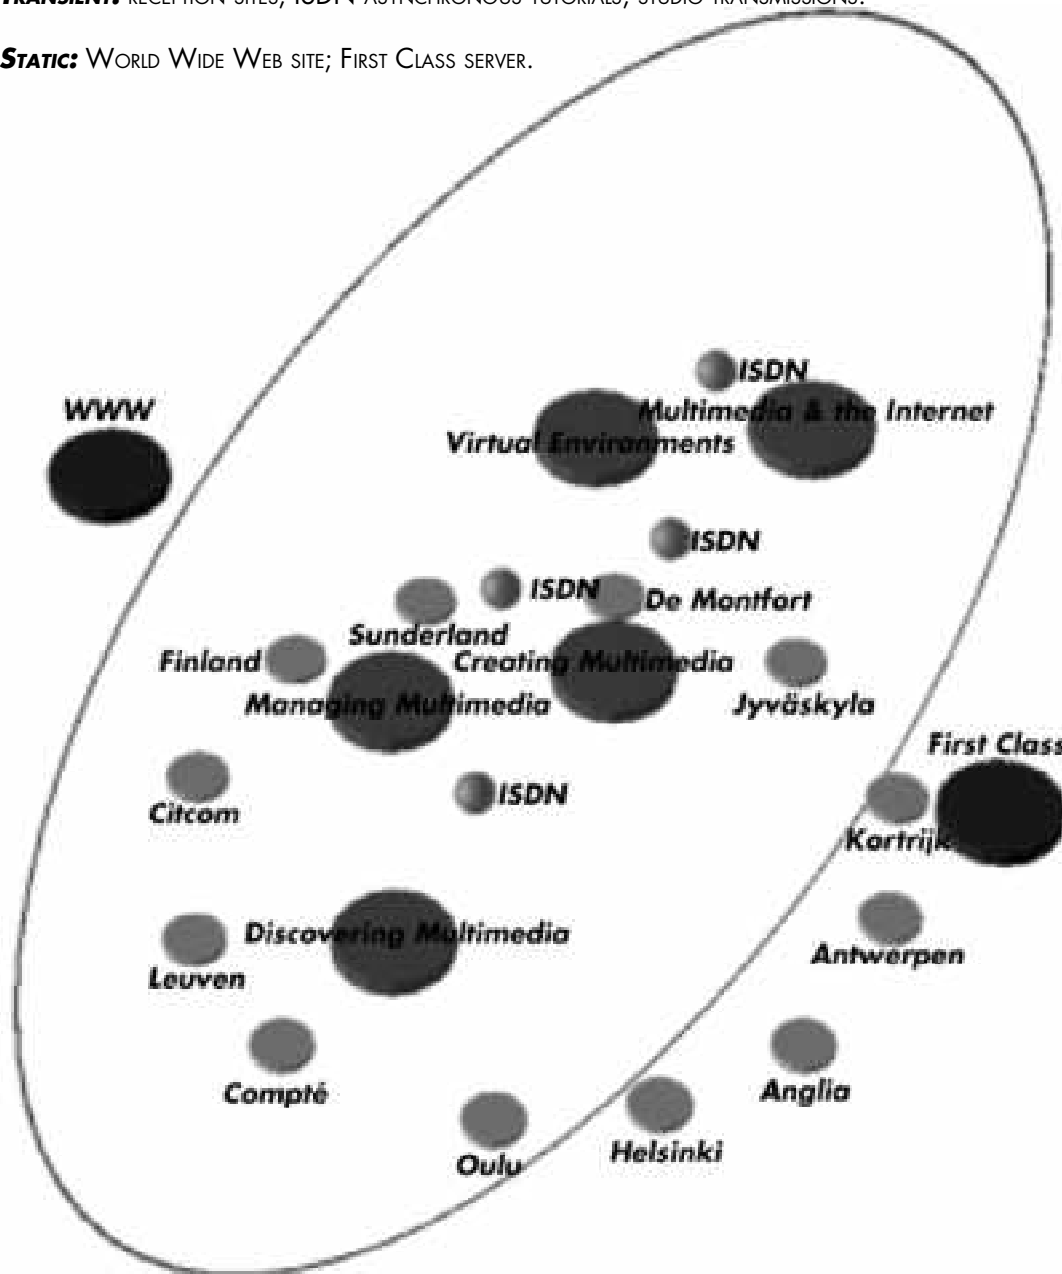 TRANSIENT: RECEPTION SITES; ISDN ASYNCHRONOUS TUTORIALS; STUDIO TRANSMISSIONS.
STATIC: WORLD WIDE WEB SITE; FIRST CLASS SERVER.
ISDN
WWW
Multimedia & the Internet
Virtual Environments
ISDN
ISDN
De Montfort
Sunderland
Finland
Creating Multimedia
Managing Multimedia
Jyväskyla
First Class
ISDN
Citcom
Kortrijk
Discovering Multimedia
Antwerpen
Leuven
Compté
Anglia
Helsinki
Oulu